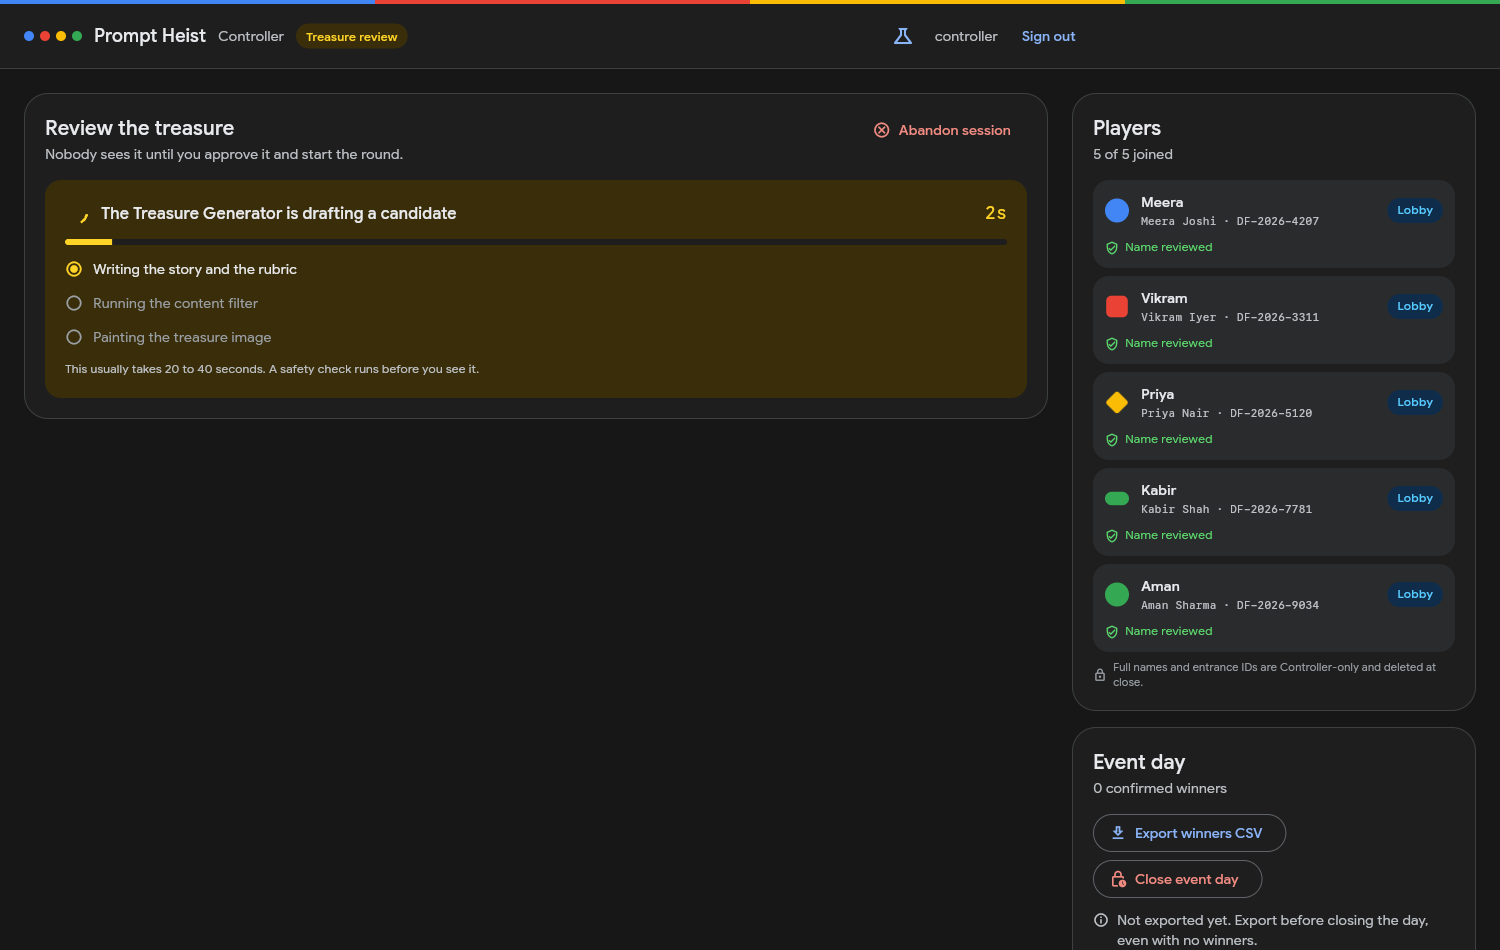 Prompt Heist Controller Treasure review controller Sign out
Review the treasure
Nobody sees it until you approve it and start the round.
Abandon session
The Treasure Generator is drafting a candidate 2s
Writing the story and the rubric
Running the content filter
Painting the treasure image
This usually takes 20 to 40 seconds. A safety check runs before you see it.
Players
5 of 5 joined
Meera
Meera Joshi · DF-2026-4207
Lobby
Name reviewed
Vikram
Vikram Iyer · DF-2026-3311
Lobby
Name reviewed
Priya
Priya Nair · DF-2026-5120
Lobby
Name reviewed
Kabir
Kabir Shah · DF-2026-7781
Lobby
Name reviewed
Aman
Aman Sharma · DF-2026-9034
Lobby
Name reviewed
Full names and entrance IDs are Controller-only and deleted at
close.
Event day
0 confirmed winners
Export winners CSV
Close event day
Not exported yet. Export before closing the day,
even with no winners.